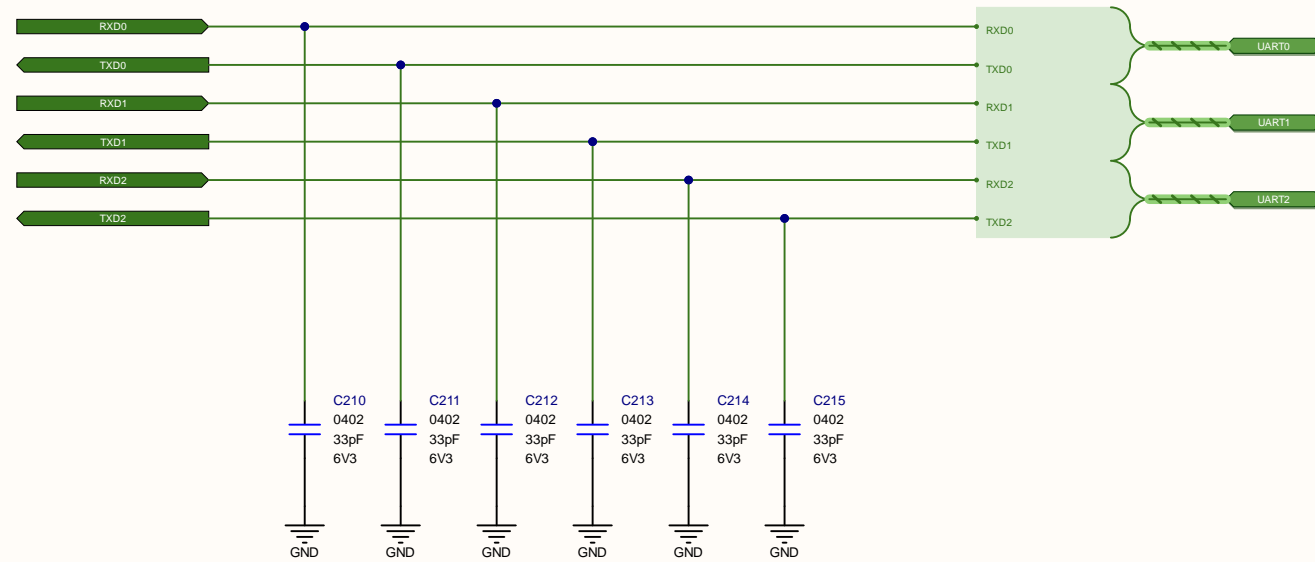 RXD0
TXD0
RXD1
TXD1
RXD2
TXD2
RXD0
TXD0
RXD1
TXD1
RXD2
TXD2
UART0
UART1
UART2
C210
0402
33pF
6V3
C211
0402
33pF
6V3
C212
0402
33pF
6V3
C213
0402
33pF
6V3
C214
0402
33pF
6V3
C215
0402
33pF
6V3
GND
GND
GND
GND
GND
GND